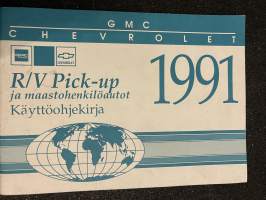 GMC
CHEVROLET
R/V Pick-up
ja maastohenkilöautot
Käyttöohjekirja
1991